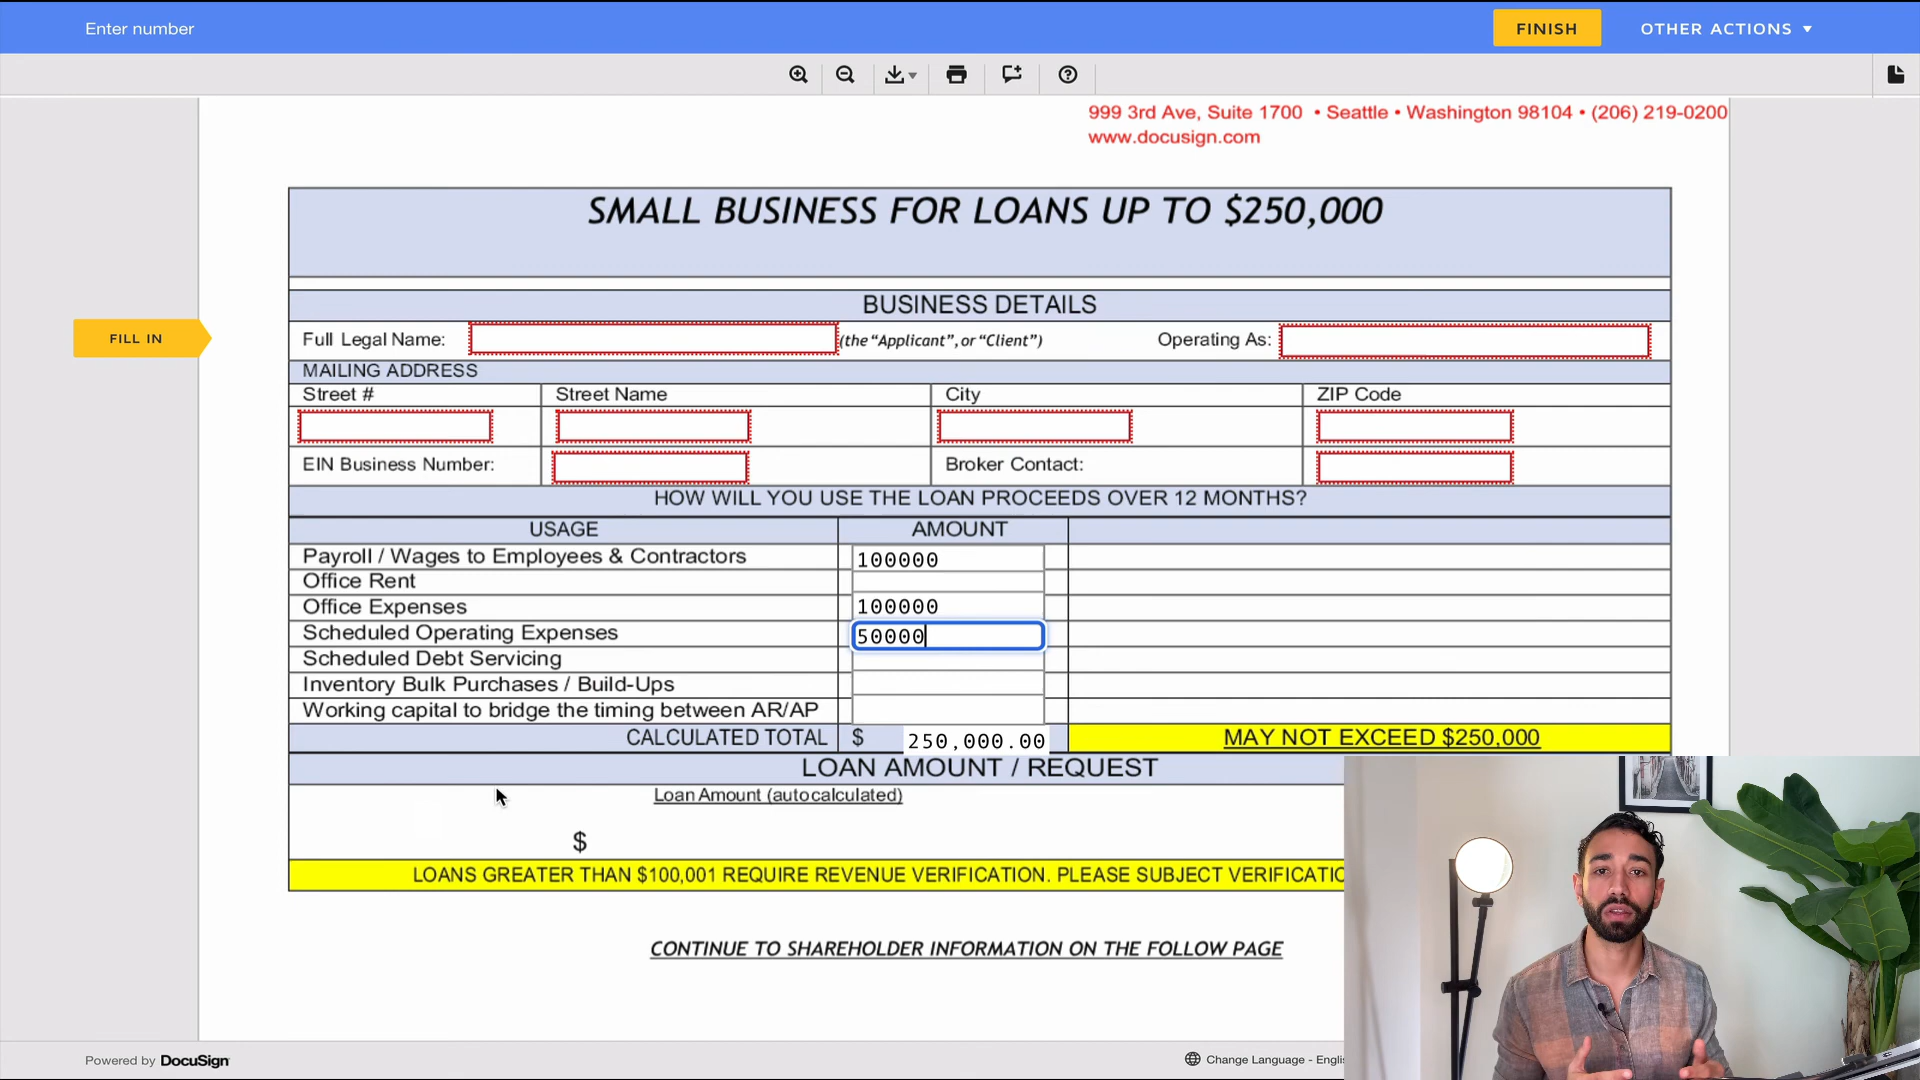 Enter number
FINISH
OTHER ACTIONS
999 3rd Ave, Suite 1700 • Seattle • Washington 98104 • (206) 219-0200
www.docusign.com
SMALL BUSINESS FOR LOANS UP TO $250,000
BUSINESS DETAILS
FILL IN
Full Legal Name: (the “Applicant”, or “Client”) Operating As:
MAILING ADDRESS
Street # Street Name City ZIP Code
EIN Business Number: Broker Contact:
HOW WILL YOU USE THE LOAN PROCEEDS OVER 12 MONTHS?
USAGE AMOUNT
Payroll / Wages to Employees & Contractors 100000
Office Rent
Office Expenses 100000
Scheduled Operating Expenses 50000
Scheduled Debt Servicing
Inventory Bulk Purchases / Build-Ups
Working capital to bridge the timing between AR/AP
CALCULATED TOTAL $ 250,000.00 MAY NOT EXCEED $250,000
LOAN AMOUNT / REQUEST
Loan Amount (autocalculated)
$
LOANS GREATER THAN $100,001 REQUIRE REVENUE VERIFICATION. PLEASE SUBJECT
CONTINUE TO SHAREHOLDER INFORMATION ON THE FOLLOW PAGE
Powered by DocuSign
Change Language -